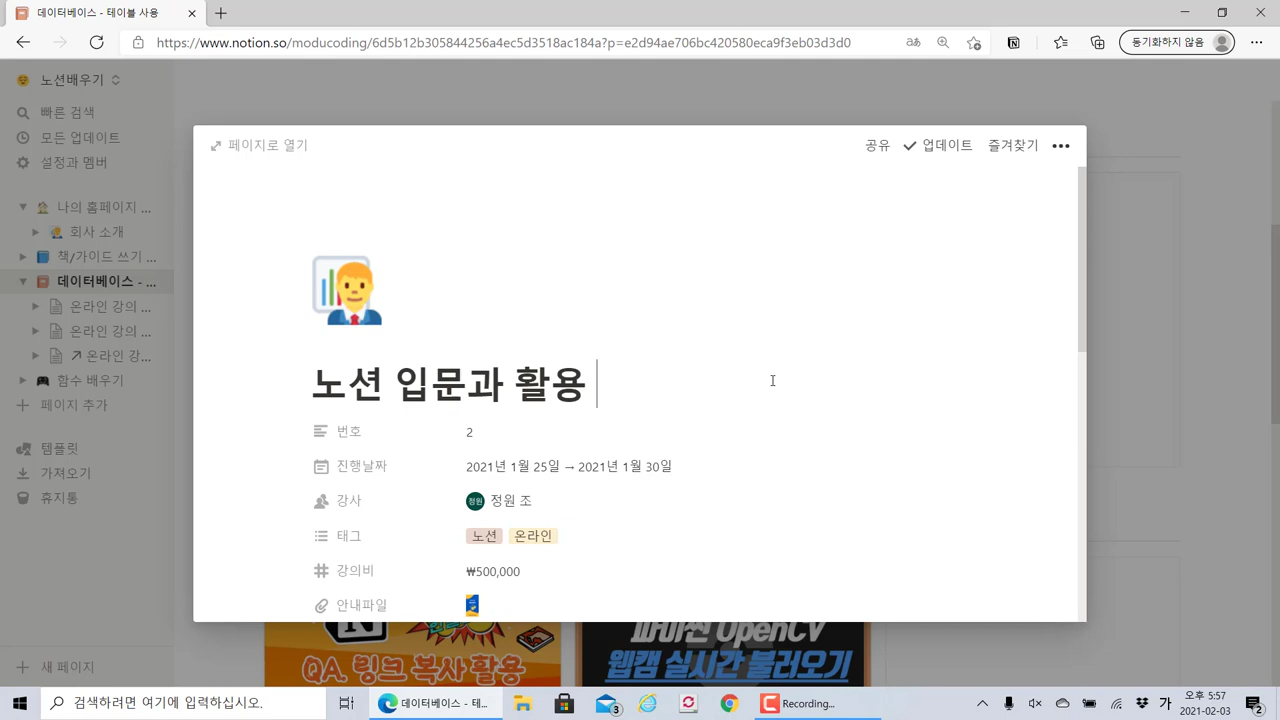 데이터베이스 - 테이블 사용
https://www.notion.so/moducoding/6d5b12b305844256a4ec5d3518ac184a?p=e2d94ae706bc420580eca9f3eb03d3d0
동기화하지 않음
노션배우기
빠른 검색
모든 업데이트
설정과 멤버
나의 홈페이지 ...
회사 소개
책/가이드 쓰기 ...
데이터베이스 - ...
온라인 강의 ...
온라인 강의 ...
온라인 강...
함수 배우기
페이지 추가
템플릿
가져오기
휴지통
새 페이지
페이지로 열기
공유
업데이트
즐겨찾기
노션 입문과 활용
번호
2
진행날짜
2021년 1월 25일 → 2021년 1월 30일
강사
정원 정원 조
태그
노션 온라인
강의비
₩500,000
안내파일
QA. 링크 복사 활용
파이썬 OpenCV
웹캠 실시간 불러오기
검색하려면 여기에 입력하십시오.
데이터베이스 - 테...
3
Recording...
가
오후 5:57
2021-02-03
2